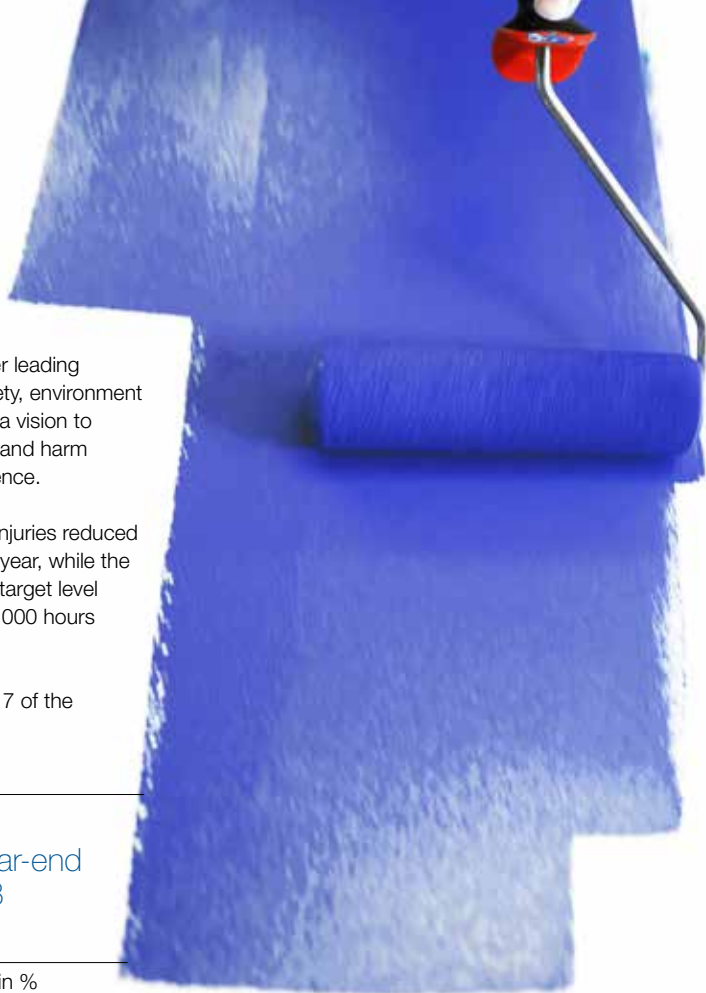 er leading
ety, environment
a vision to
and harm
ence.
njuries reduced
year, while the
target level
000 hours
7 of the
ar-end
3
in %